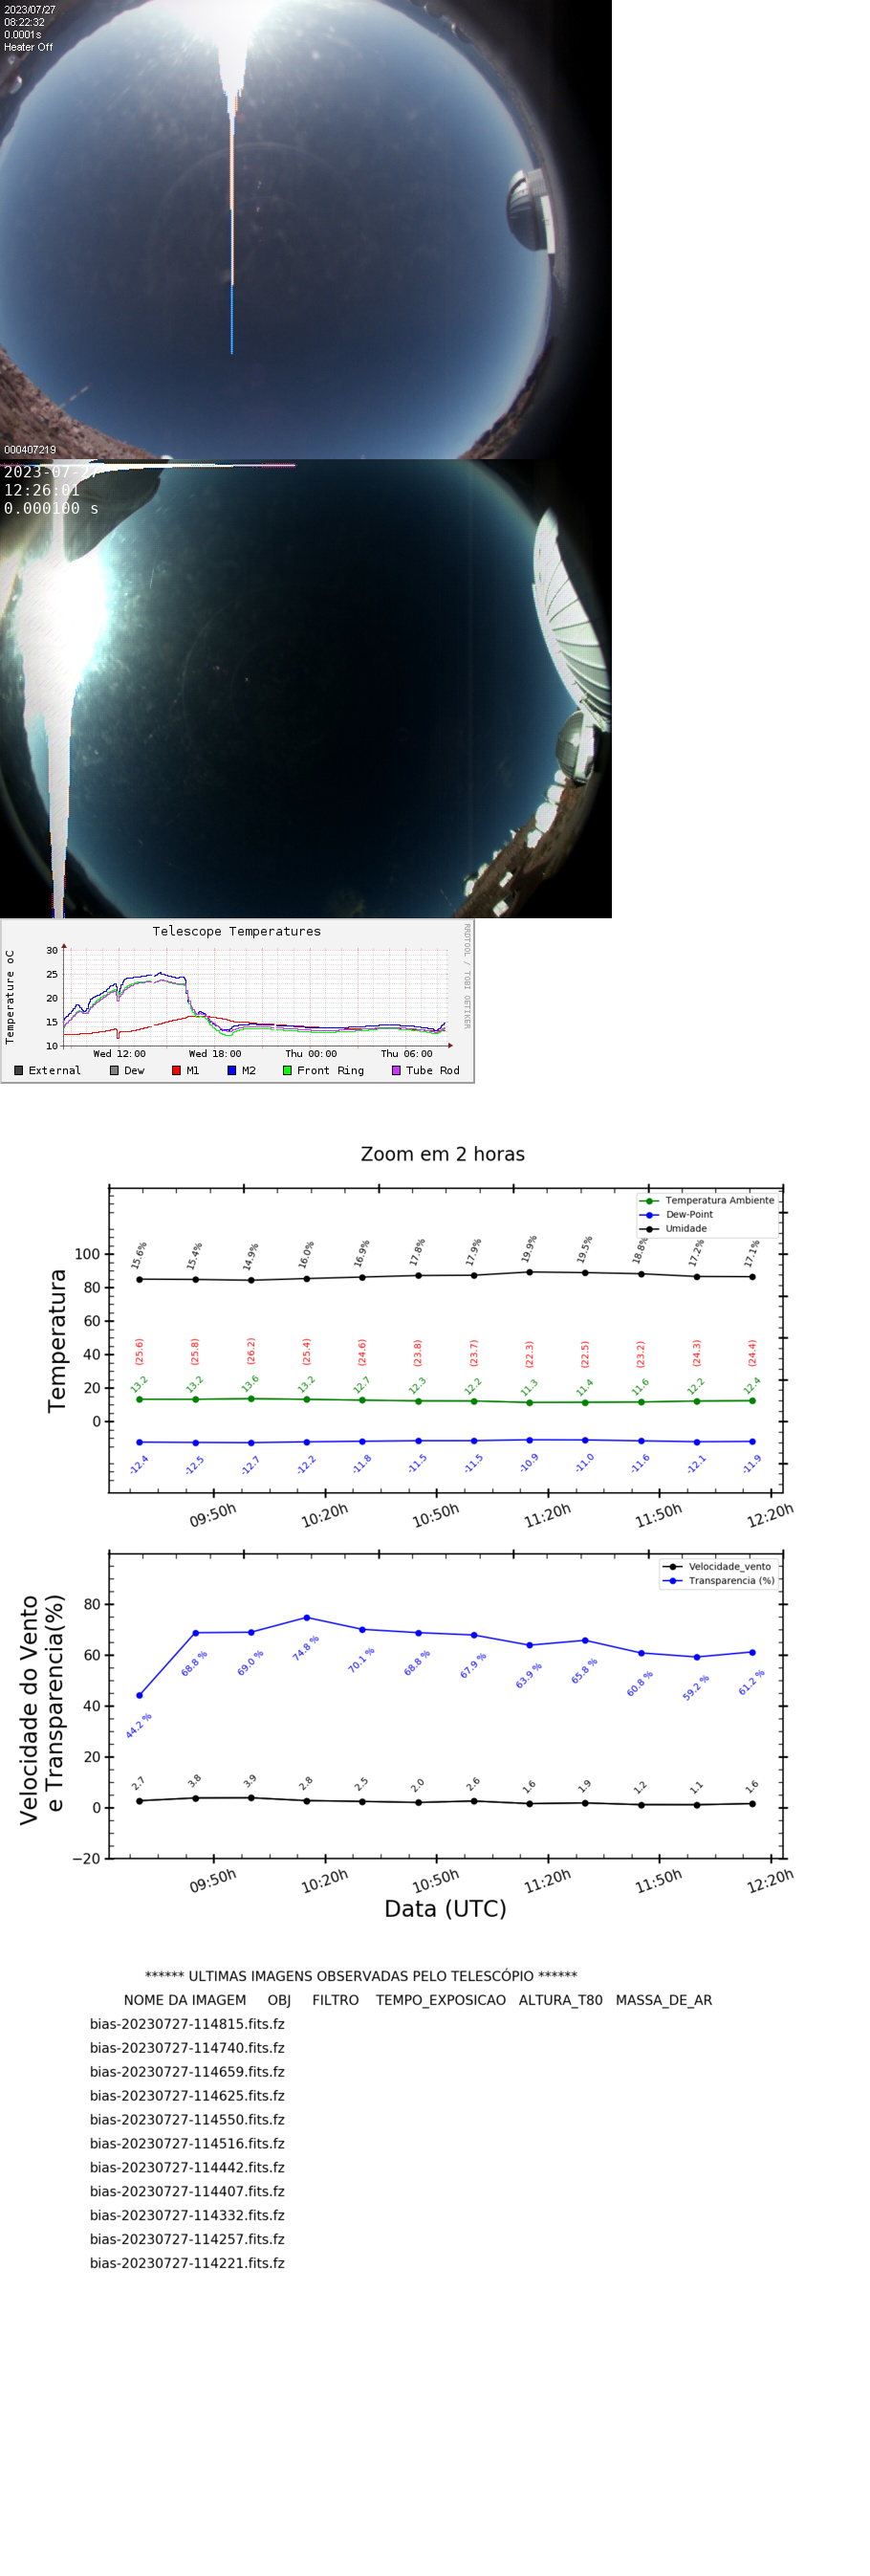 2023/07/27
08:22:32
0.0001s
Heater Off
000407219
2023-07-27
12:26:01
0.000100 s
Telescope Temperatures
RRDTOOL / TOBI OETIKER
Temperature oC
30
25
20
15
10
Wed 12:00 Wed 18:00 Thu 00:00 Thu 06:00
External Dew M1 M2 Front Ring Tube Rod
Zoom em 2 horas
Temperatura Ambiente
Dew-Point
Umidade
Temperatura
100
80
60
40
20
0
15.6% 15.4% 14.9% 16.0% 16.9% 17.8% 17.9% 19.9% 19.5% 18.8% 17.2% 17.1%
(25.6) (25.8) (26.2) (25.4) (24.6) (23.8) (23.7) (22.3) (22.5) (23.2) (24.3) (24.4)
13.2 13.2 13.6 13.2 12.7 12.3 12.2 11.3 11.4 11.6 12.2 12.4
-12.4 -12.5 -12.7 -12.2 -11.8 -11.5 -11.5 -10.9 -11.0 -11.6 -12.1 -11.9
09:50h 10:20h 10:50h 11:20h 11:50h 12:20h
Velocidade_vento
Transparencia (%)
Velocidade do Vento
e Transparencia(%)
80
60
40
20
0
−20
44.2 % 68.8 % 69.0 % 74.8 % 70.1 % 68.8 % 67.9 % 63.9 % 65.8 % 60.8 % 59.2 % 61.2 %
2.7 3.8 3.9 2.8 2.5 2.0 2.6 1.6 1.9 1.2 1.1 1.6
09:50h 10:20h 10:50h 11:20h 11:50h 12:20h
Data (UTC)
****** ULTIMAS IMAGENS OBSERVADAS PELO TELESCÓPIO ******
NOME DA IMAGEM OBJ FILTRO TEMPO_EXPOSICAO ALTURA_T80 MASSA_DE_AR
bias-20230727-114815.fits.fz
bias-20230727-114740.fits.fz
bias-20230727-114659.fits.fz
bias-20230727-114625.fits.fz
bias-20230727-114550.fits.fz
bias-20230727-114516.fits.fz
bias-20230727-114442.fits.fz
bias-20230727-114407.fits.fz
bias-20230727-114332.fits.fz
bias-20230727-114257.fits.fz
bias-20230727-114221.fits.fz